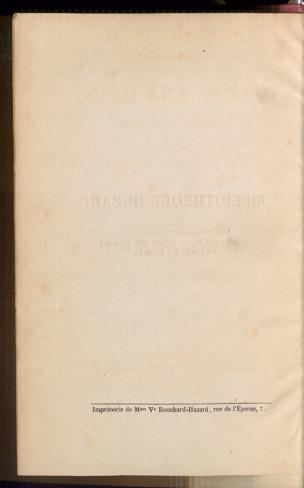 Imprimerie de Mme Ve Bouchard-Huzard, rue de l'Éperon, 7.